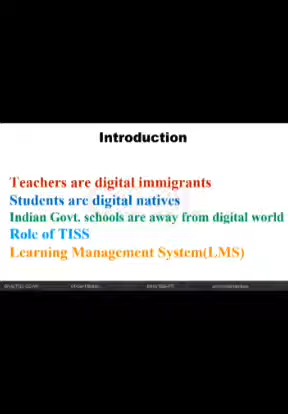 Introduction
Teachers are digital immigrants
Students are digital natives
Indian Govt. schools are away from digital world
Role of TISS
Learning Management System(LMS)